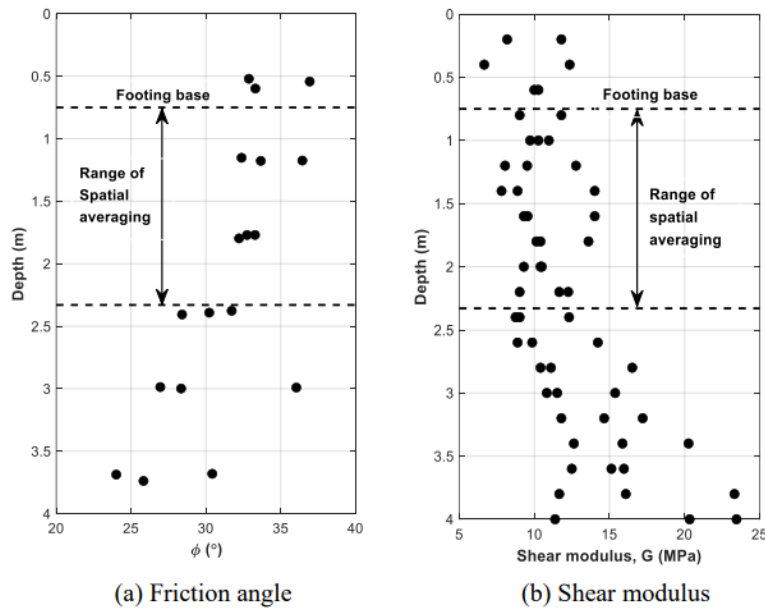 0
0.5
1
1.5
2
2.5
3
3.5
4
Depth (m)
20
25
30
35
40
ϕ (°)
Footing base
Range of
Spatial
averaging
(a) Friction angle
0
0.5
1
1.5
2
2.5
3
3.5
4
Depth (m)
5
10
15
20
25
Shear modulus, G (MPa)
Footing base
Range of
spatial
averaging
(b) Shear modulus